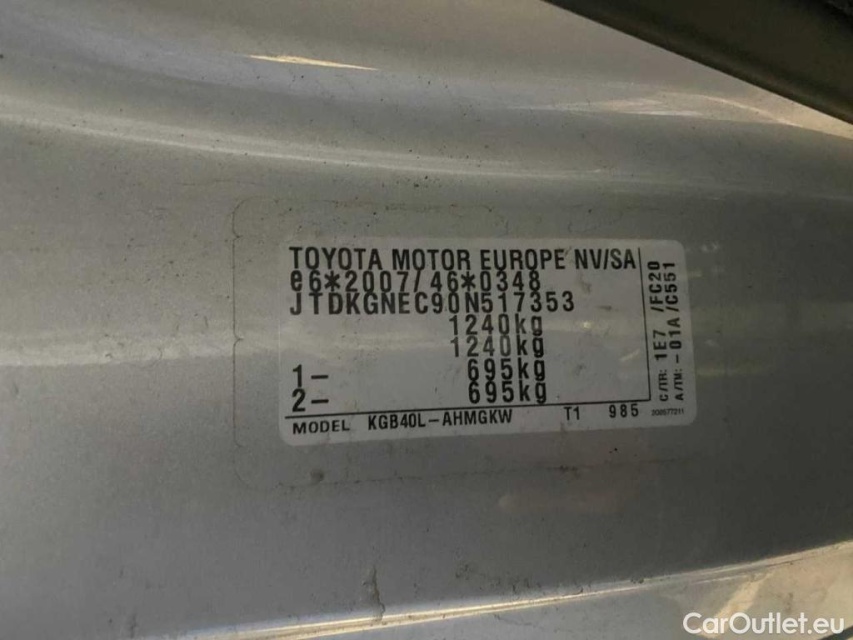 TOYOTA MOTOR EUROPE NV/SA
e6*2007/46*0348
JTDKGNEC90N517353
1240kg
1240kg
1- 695kg
2- 695kg
MODEL KGB40L-AHMGKW T1 985
C/TR: 1E7 /FC20
A/TM: -01A /C551
CarOutlet.eu